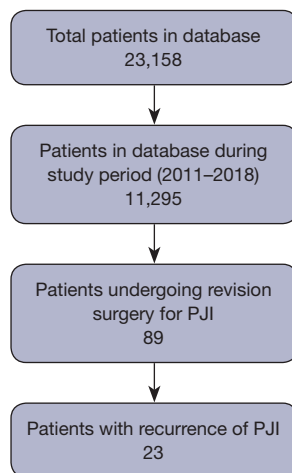 Total patients in database
23,158
Patients in database during
study period (2011–2018)
11,295
Patients undergoing revision
surgery for PJI
89
Patients with recurrence of PJI
23